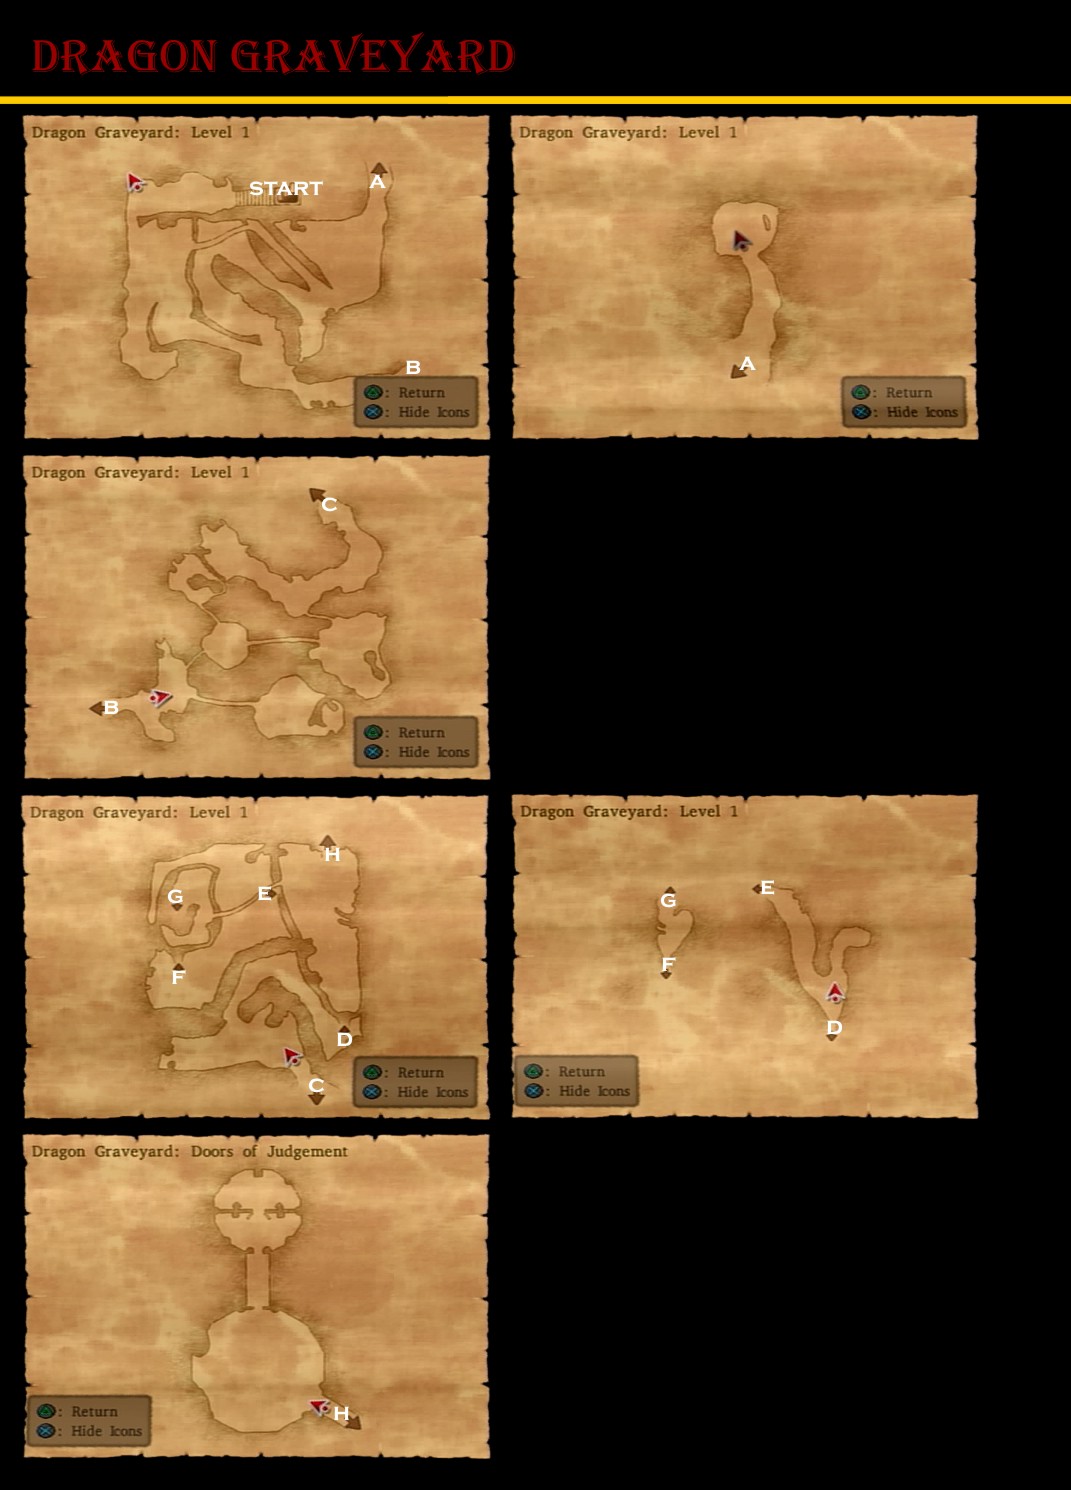 DRAGON GRAVEYARD
Dragon Graveyard: Level 1
START
A
B
: Return
: Hide Icons
Dragon Graveyard: Level 1
A
: Return
: Hide Icons
Dragon Graveyard: Level 1
C
B
: Return
: Hide Icons
Dragon Graveyard: Level 1
H
G
E
F
D
C
: Return
: Hide Icons
Dragon Graveyard: Level 1
E
G
F
D
: Return
: Hide Icons
Dragon Graveyard: Doors of Judgement
H
: Return
: Hide Icons